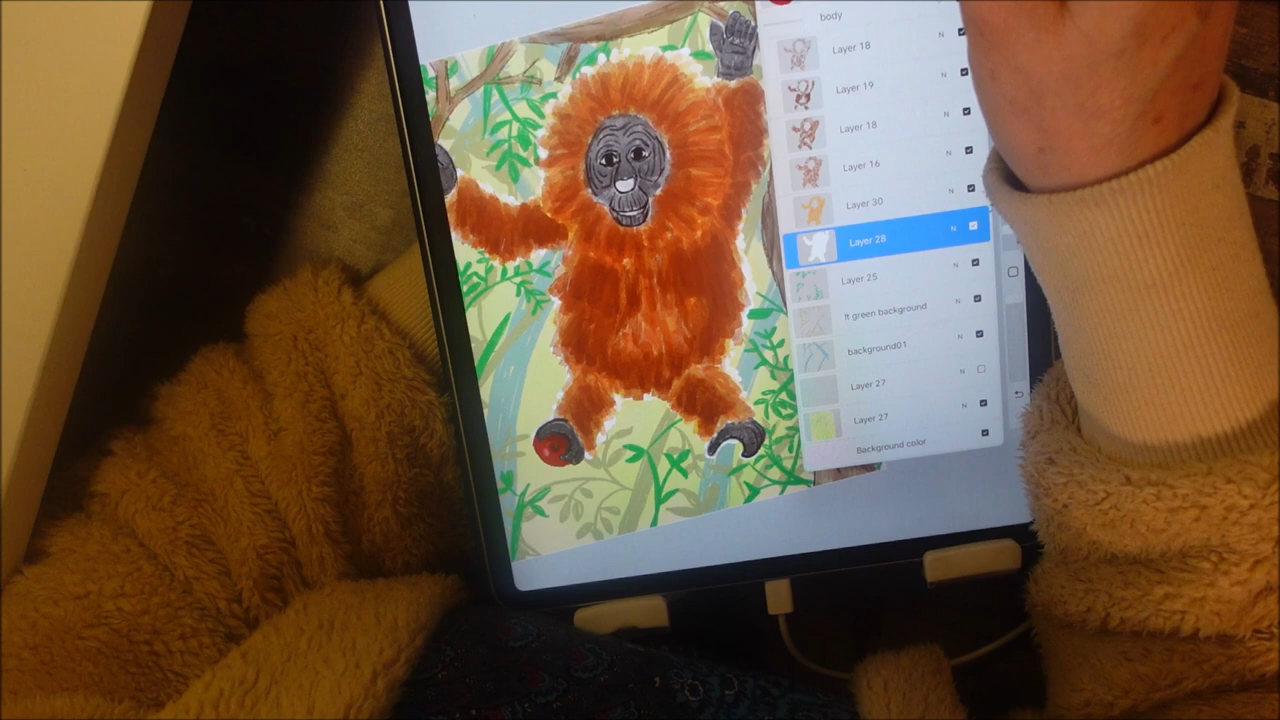 body
Layer 18 N
Layer 19 N
Layer 18 N
Layer 16 N
Layer 30 N
Layer 28 N
Layer 25 N
lt green background N
background01 N
Layer 27 N
Layer 27 N
Background color